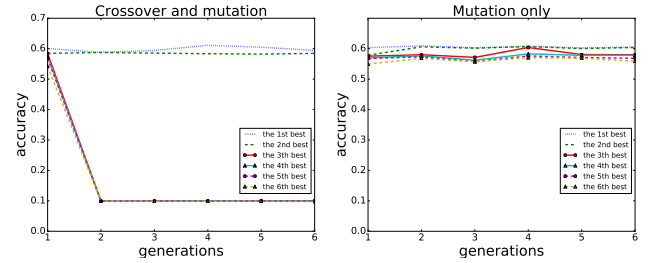 Crossover and mutation
0.7
0.6
0.5
0.4
0.3
0.2
0.1
0.0
accuracy
the 1st best
the 2nd best
the 3th best
the 4th best
the 5th best
the 6th best
1 2 3 4 5 6
generations
Mutation only
0.7
0.6
0.5
0.4
0.3
0.2
0.1
0.0
accuracy
the 1st best
the 2nd best
the 3th best
the 4th best
the 5th best
the 6th best
1 2 3 4 5 6
generations